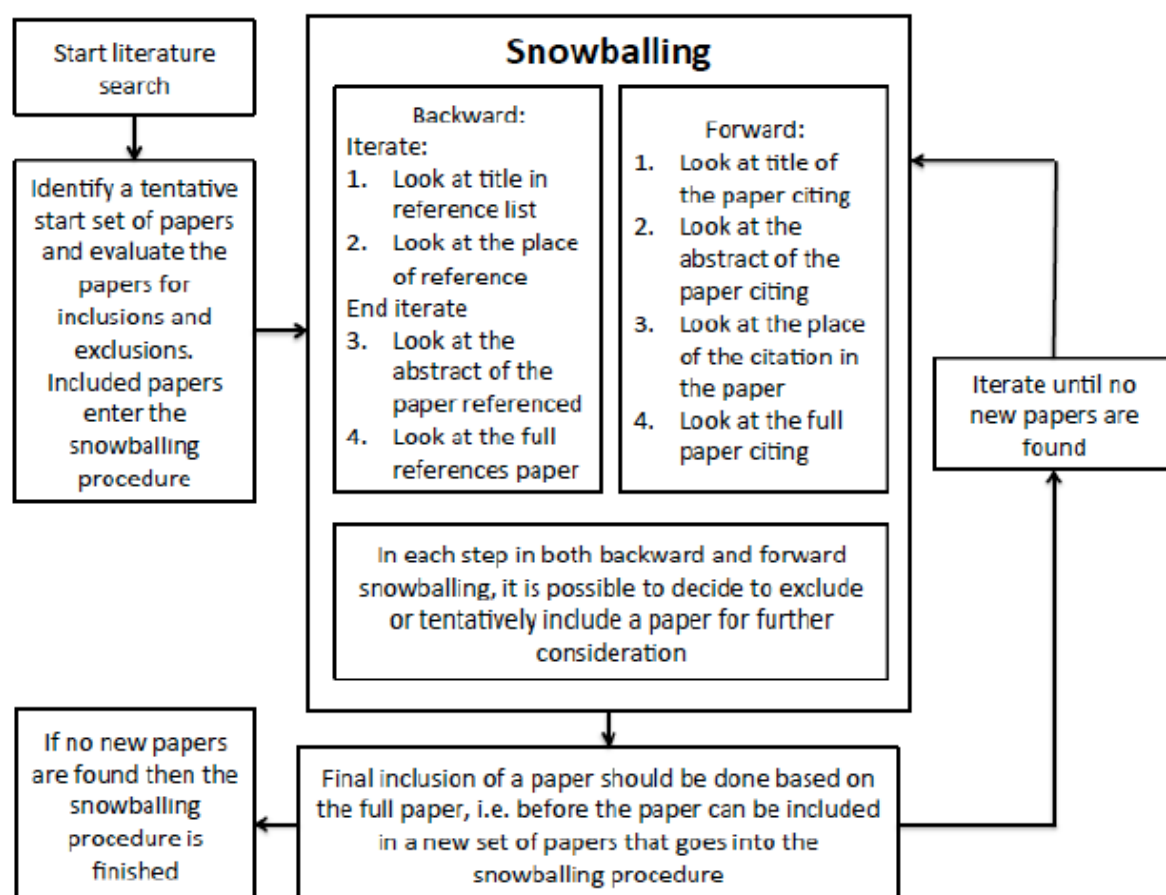 Start literature
search
Identify a tentative
start set of papers
and evaluate the
papers for
inclusions and
exclusions.
Included papers
enter the
snowballing
procedure
Snowballing
Backward:
Iterate:
1. Look at title in
reference list
2. Look at the place
of reference
End iterate
3. Look at the
abstract of the
paper referenced
4. Look at the full
references paper
Forward:
1. Look at title of
the paper citing
2. Look at the
abstract of the
paper citing
3. Look at the place
of the citation in
the paper
4. Look at the full
paper citing
In each step in both backward and forward
snowballing, it is possible to decide to exclude
or tentatively include a paper for further
consideration
Iterate until no
new papers are
found
Final inclusion of a paper should be done based on
the full paper, i.e. before the paper can be included
in a new set of papers that goes into the
snowballing procedure
If no new papers
are found then the
snowballing
procedure is
finished